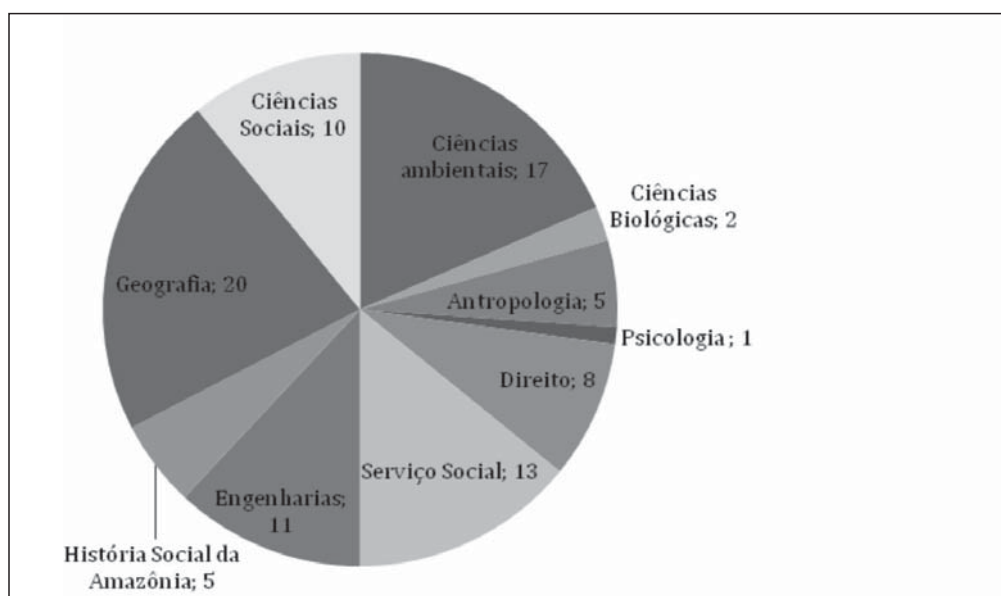 Ciências
Sociais; 10
Ciências
ambientais; 17
Ciências
Biológicas; 2
Antropologia; 5
Psicologia; 1
Direito; 8
Serviço Social; 13
Engenharias;
11
História Social da
Amazônia; 5
Geografia; 20